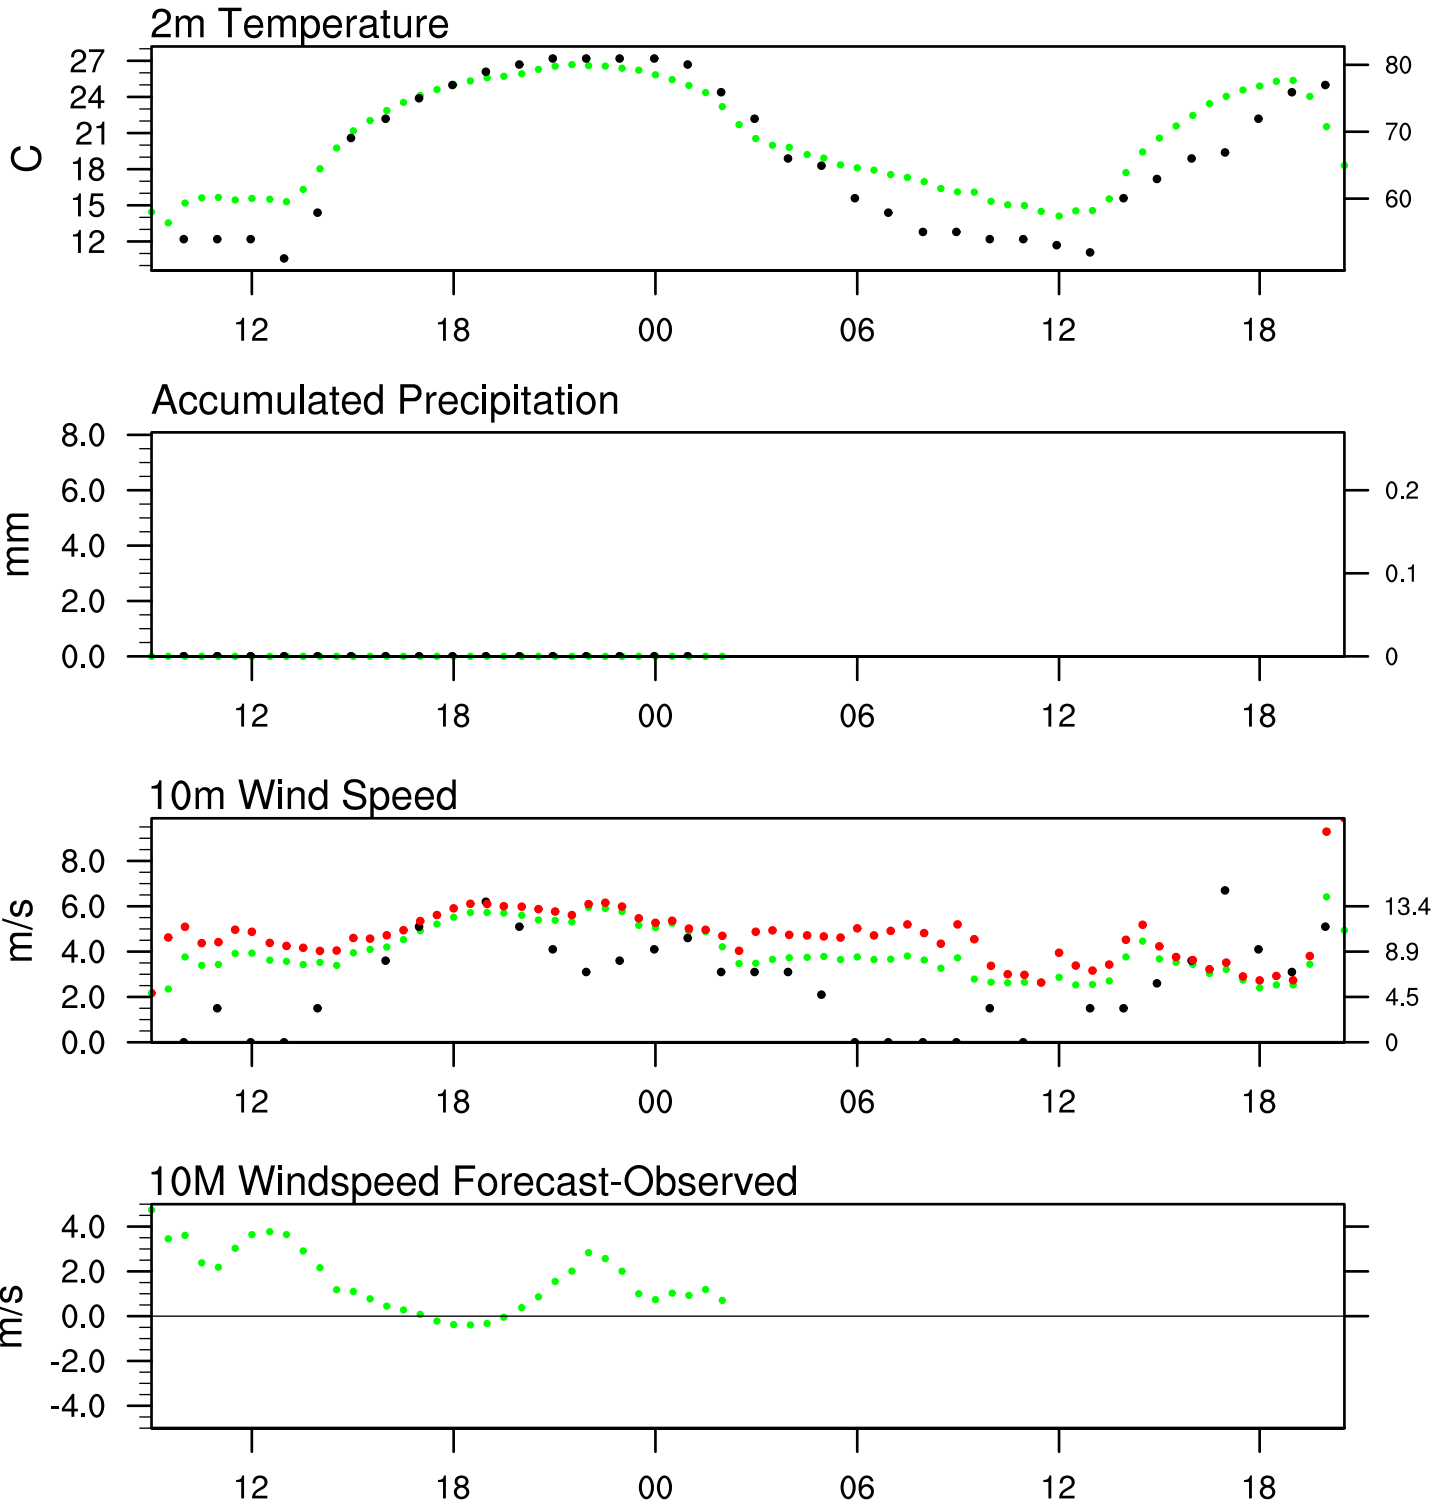 2m Temperature
27
24
21
18
15
12
C
80
70
60
12 18 00 06 12 18
Accumulated Precipitation
8.0
6.0
4.0
2.0
0.0
mm
0.2
0.1
0
12 18 00 06 12 18
10m Wind Speed
8.0
6.0
4.0
2.0
0.0
m/s
13.4
8.9
4.5
0
12 18 00 06 12 18
10M Windspeed Forecast-Observed
4.0
2.0
0.0
-2.0
-4.0
m/s
12 18 00 06 12 18